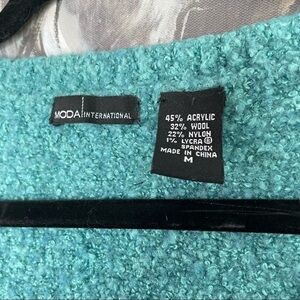 MODA INTERNATIONAL
45% ACRYLIC
32% WOOL
22% NYLON
1% LYCRA ®
SPANDEX
MADE IN CHINA
M